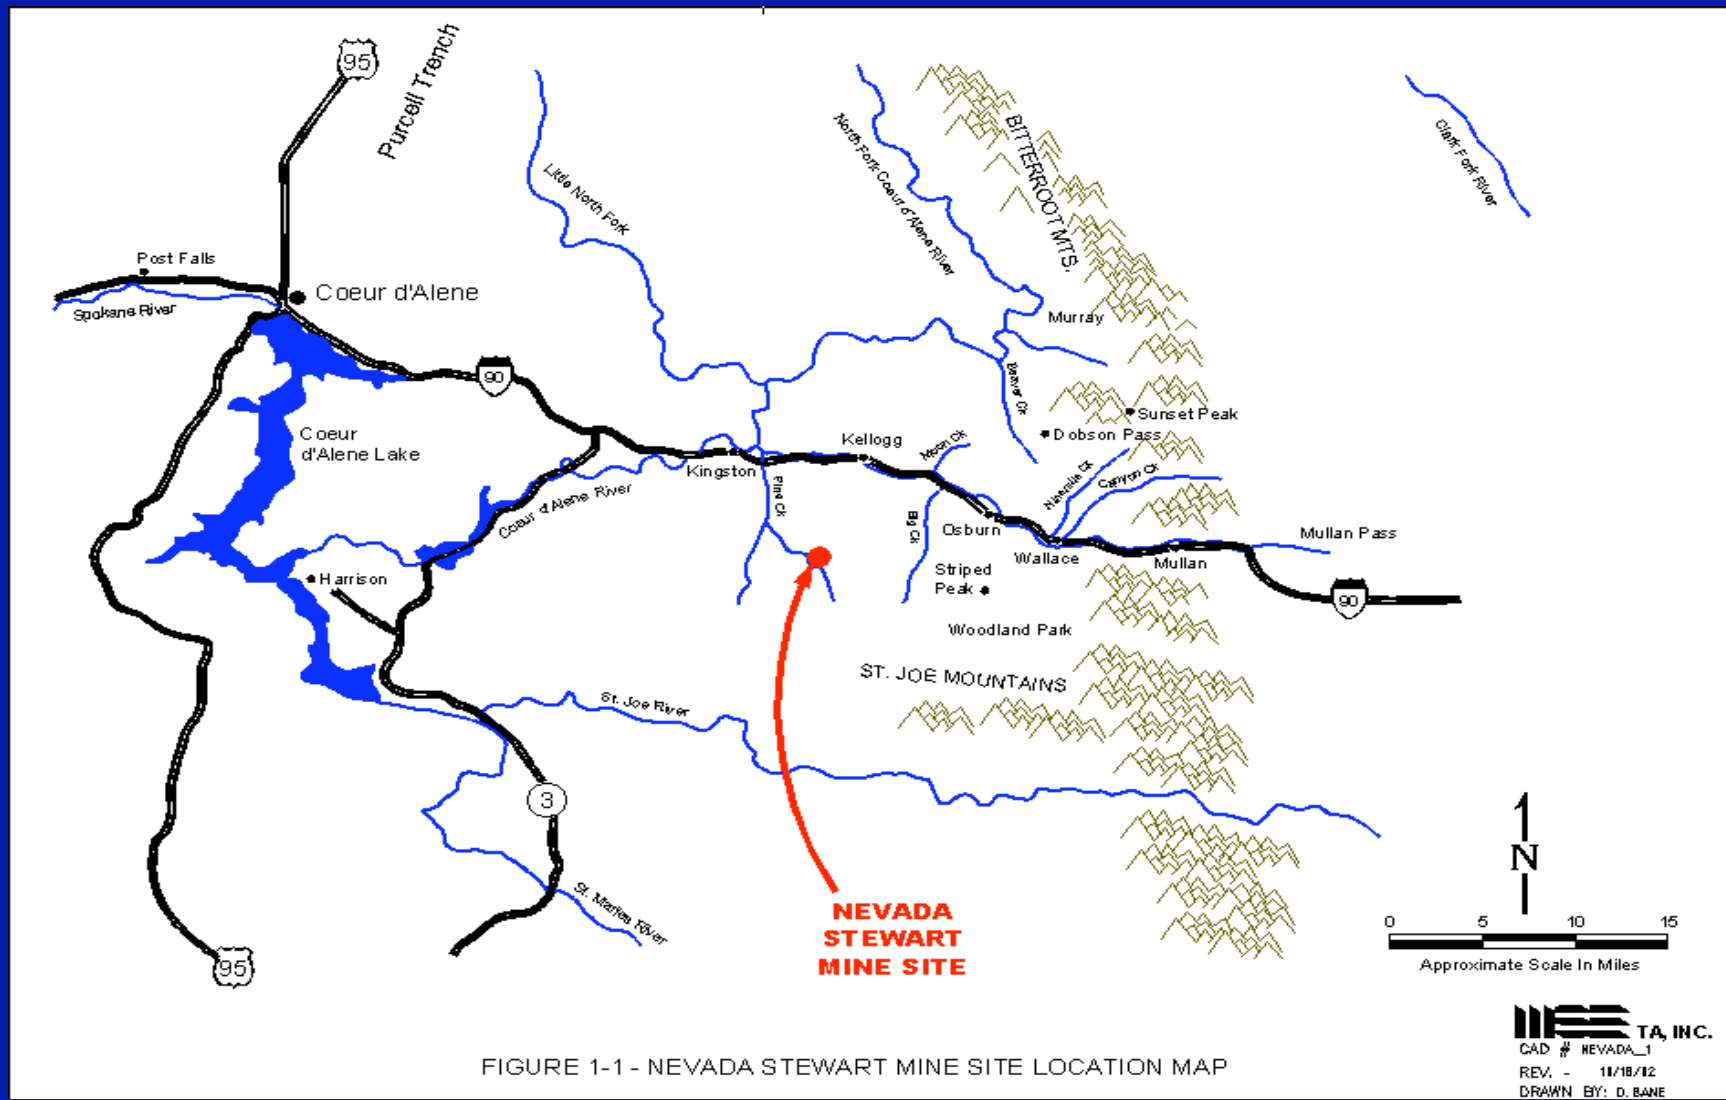 95
Purcell Trench
Little North Fork
North Fork Coeur d'Alene River
BITTERROOT MTS.
Clark Fork River
Post Falls
Spokane River
Coeur d'Alene
Murray
90
Beaver Ck
Sunset Peak
Dobson Pass
Coeur
d'Alene Lake
Kellogg
Moon Ck
Kingston
Pine Ck
Ninemile Ck
Canyon Ck
Coeur d'Alene River
Big Ck
Osburn
Wallace
Mullan
Mullan Pass
Harrison
Striped
Peak
90
Woodland Park
ST. JOE MOUNTAINS
St. Joe River
3
St. Maries River
95
NEVADA
STEWART
MINE SITE
N
0 5 10 15
Approximate Scale In Miles
TA, INC.
CAD # NEVADA_1
REV. -
DRAWN BY: D. BANE
FIGURE 1-1 - NEVADA STEWART MINE SITE LOCATION MAP